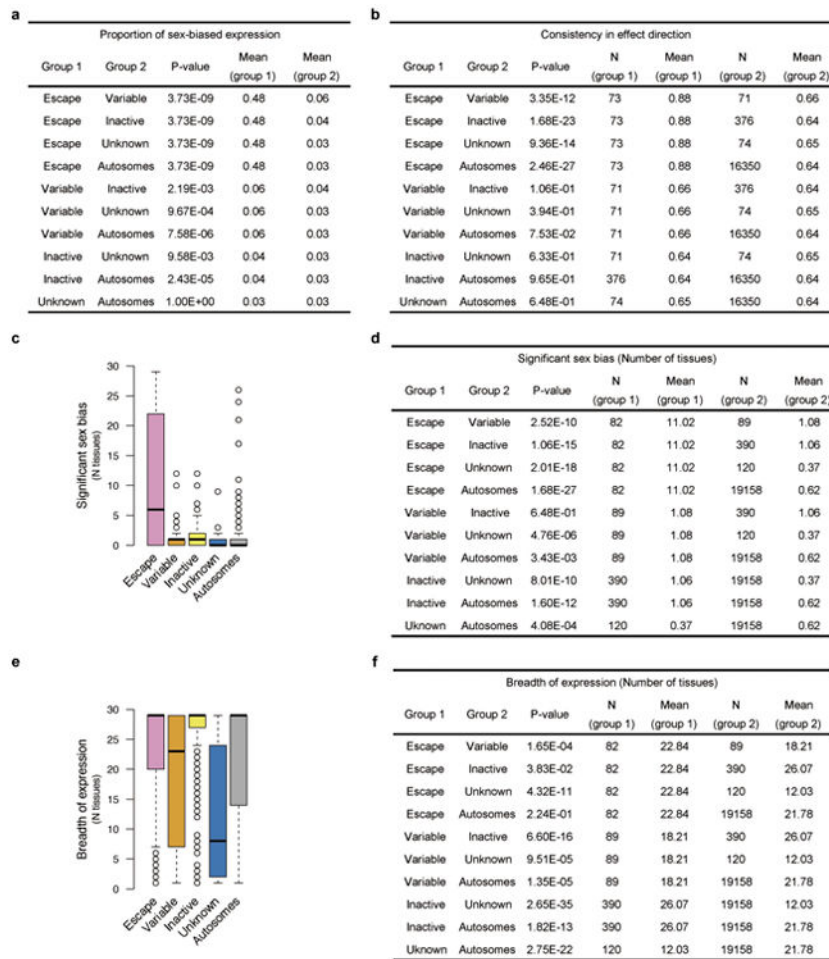 a
Proportion of sex-biased expression
Group 1 Group 2 P-value Mean (group 1) Mean (group 2)
Escape Variable 3.73E-09 0.48 0.06
Escape Inactive 3.73E-09 0.48 0.04
Escape Unknown 3.73E-09 0.48 0.03
Escape Autosomes 3.73E-09 0.48 0.03
Variable Inactive 2.19E-03 0.06 0.04
Variable Unknown 9.67E-04 0.06 0.03
Variable Autosomes 7.58E-06 0.06 0.03
Inactive Unknown 9.58E-03 0.04 0.03
Inactive Autosomes 2.43E-05 0.04 0.03
Unknown Autosomes 1.00E+00 0.03 0.03
b
Consistency in effect direction
Group 1 Group 2 P-value N (group 1) Mean (group 1) N (group 2) Mean (group 2)
Escape Variable 3.35E-12 73 0.88 71 0.66
Escape Inactive 1.68E-23 73 0.88 376 0.64
Escape Unknown 9.36E-14 73 0.88 74 0.65
Escape Autosomes 2.46E-27 73 0.88 16350 0.64
Variable Inactive 1.06E-01 71 0.66 376 0.64
Variable Unknown 3.94E-01 71 0.66 74 0.65
Variable Autosomes 7.53E-02 71 0.66 16350 0.64
Inactive Unknown 6.33E-01 71 0.64 74 0.65
Inactive Autosomes 9.65E-01 376 0.64 16350 0.64
Unknown Autosomes 6.48E-01 74 0.65 16350 0.64
c
Significant sex bias
(N tissues)
30
25
20
15
10
5
0
Escape Variable Inactive Unknown Autosomes
d
Significant sex bias (Number of tissues)
Group 1 Group 2 P-value N (group 1) Mean (group 1) N (group 2) Mean (group 2)
Escape Variable 2.52E-10 82 11.02 89 1.08
Escape Inactive 1.06E-15 82 11.02 390 1.06
Escape Unknown 2.01E-18 82 11.02 120 0.37
Escape Autosomes 1.68E-27 82 11.02 19158 0.62
Variable Inactive 6.48E-01 89 1.08 390 1.06
Variable Unknown 4.76E-06 89 1.08 120 0.37
Variable Autosomes 3.43E-03 89 1.08 19158 0.62
Inactive Unknown 8.01E-10 390 1.06 19158 0.37
Inactive Autosomes 1.60E-12 390 1.06 19158 0.62
Uknown Autosomes 4.08E-04 120 0.37 19158 0.62
e
Breadth of expression
(N tissues)
30
25
20
15
10
5
0
Escape Variable Inactive Unknown Autosomes
f
Breadth of expression (Number of tissues)
Group 1 Group 2 P-value N (group 1) Mean (group 1) N (group 2) Mean (group 2)
Escape Variable 1.65E-04 82 22.84 89 18.21
Escape Inactive 3.83E-02 82 22.84 390 26.07
Escape Unknown 4.32E-11 82 22.84 120 12.03
Escape Autosomes 2.24E-01 82 22.84 19158 21.78
Variable Inactive 6.60E-16 89 18.21 390 26.07
Variable Unknown 9.51E-05 89 18.21 120 12.03
Variable Autosomes 1.35E-05 89 18.21 19158 21.78
Inactive Unknown 2.65E-35 390 26.07 19158 12.03
Inactive Autosomes 1.82E-13 390 26.07 19158 21.78
Uknown Autosomes 2.75E-22 120 12.03 19158 21.78